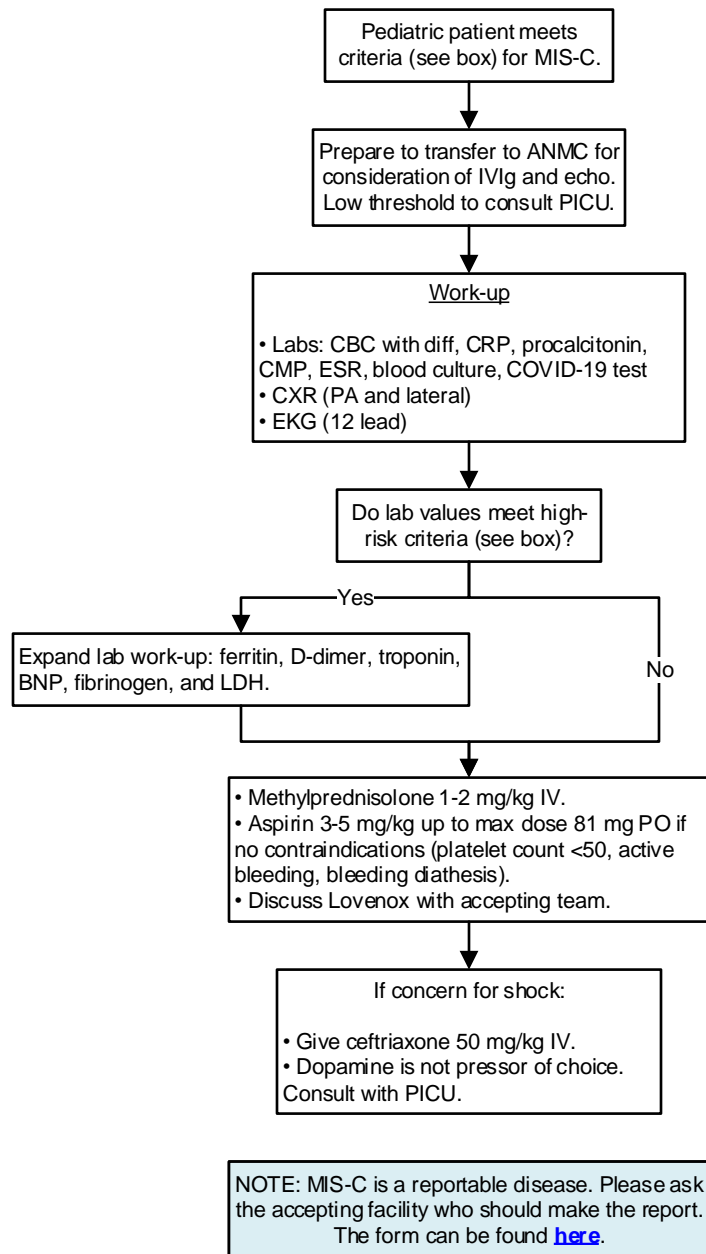 Pediatric patient meets
criteria (see box) for MIS-C.
Prepare to transfer to ANMC for
consideration of IVIg and echo.
Low threshold to consult PICU.
Work-up
• Labs: CBC with diff, CRP, procalcitonin,
CMP, ESR, blood culture, COVID-19 test
• CXR (PA and lateral)
• EKG (12 lead)
Do lab values meet high-
risk criteria (see box)?
Yes
Expand lab work-up: ferritin, D-dimer, troponin,
BNP, fibrinogen, and LDH.
No
• Methylprednisolone 1-2 mg/kg IV.
• Aspirin 3-5 mg/kg up to max dose 81 mg PO if
no contraindications (platelet count <50, active
bleeding, bleeding diathesis).
• Discuss Lovenox with accepting team.
If concern for shock:
• Give ceftriaxone 50 mg/kg IV.
• Dopamine is not pressor of choice.
Consult with PICU.
NOTE: MIS-C is a reportable disease. Please ask
the accepting facility who should make the report.
The form can be found here.